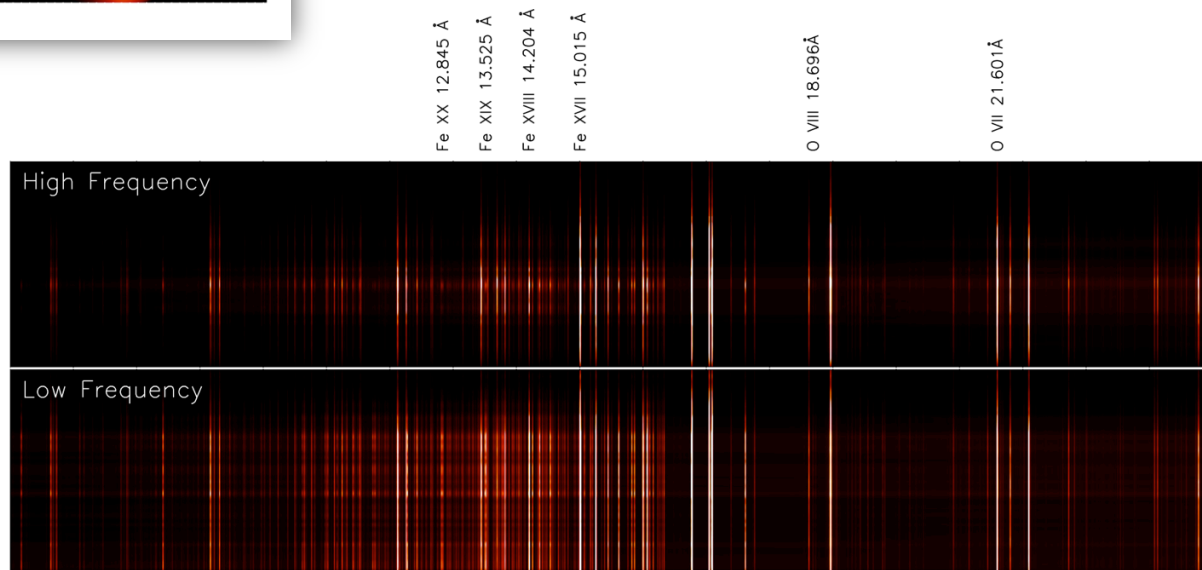 Fe XX 12.845 Å
Fe XIX 13.525 Å
Fe XVIII 14.204 Å
Fe XVII 15.015 Å
O VIII 18.696Å
O VII 21.601Å
High Frequency
Low Frequency